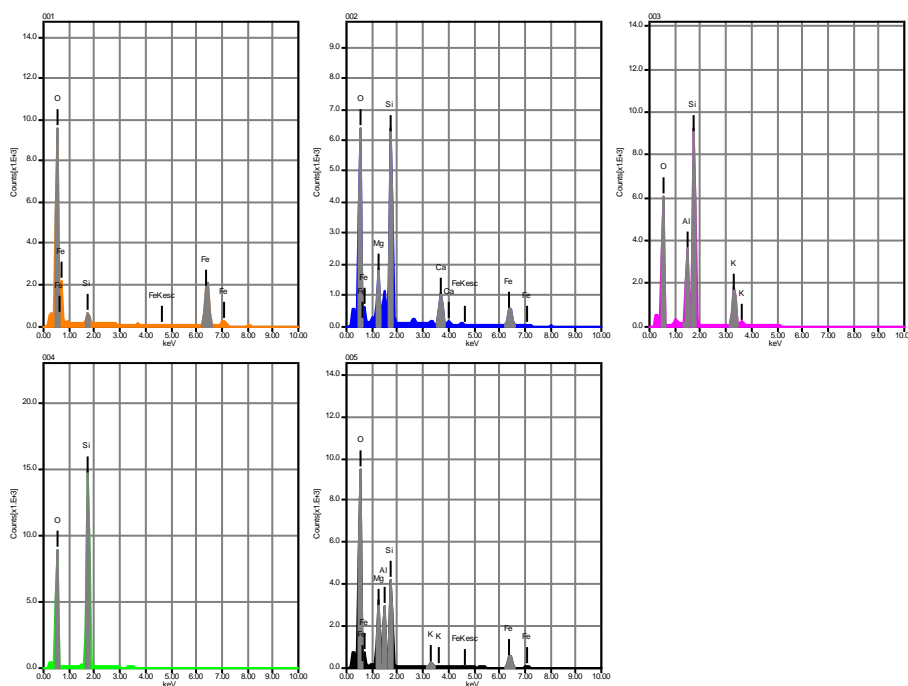 001
Counts[x1.E+3]
14.0
12.0
10.0
8.0
6.0
4.0
2.0
0.0
O
Fe
Fe
Si
FeKesc
Fe
Fe
0.00 1.00 2.00 3.00 4.00 5.00 6.00 7.00 8.00 9.00 10.00
keV
002
Counts[x1.E+3]
9.0
8.0
7.0
6.0
5.0
4.0
3.0
2.0
1.0
0.0
O
Fe
Fe
Mg
Si
Ca
Ca
FeKesc
Fe
Fe
0.00 1.00 2.00 3.00 4.00 5.00 6.00 7.00 8.00 9.00 10.00
keV
003
Counts[x1.E+3]
14.0
12.0
10.0
8.0
6.0
4.0
2.0
0.0
O
Al
Si
K
K
0.00 1.00 2.00 3.00 4.00 5.00 6.00 7.00 8.00 9.00 10.0
keV
004
Counts[x1.E+3]
20.0
15.0
10.0
5.0
0.0
O
Si
0.00 1.00 2.00 3.00 4.00 5.00 6.00 7.00 8.00 9.00 10.00
keV
005
Counts[x1.E+3]
14.0
12.0
10.0
8.0
6.0
4.0
2.0
0.0
O
Fe
Fe
Mg
Al
Si
K
K
FeKesc
Fe
Fe
0.00 1.00 2.00 3.00 4.00 5.00 6.00 7.00 8.00 9.00 10.00
keV